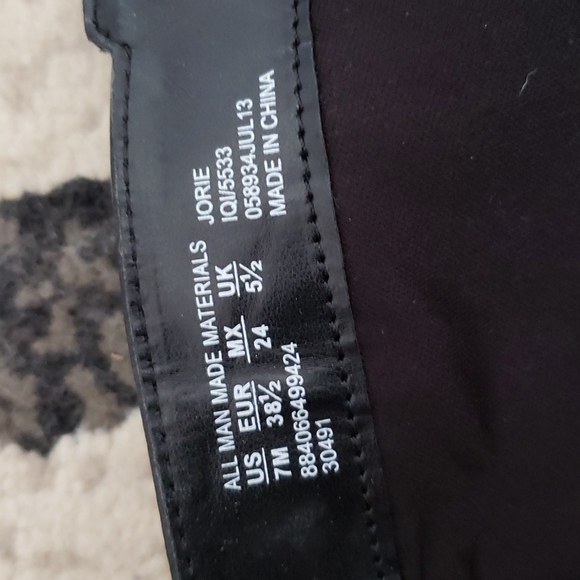 ALL MAN MADE MATERIALS JORIE
US EUR MX UK IQI/5533
7M 38½ 24 5½ 058934JUL13
884066499424 MADE IN CHINA
30491